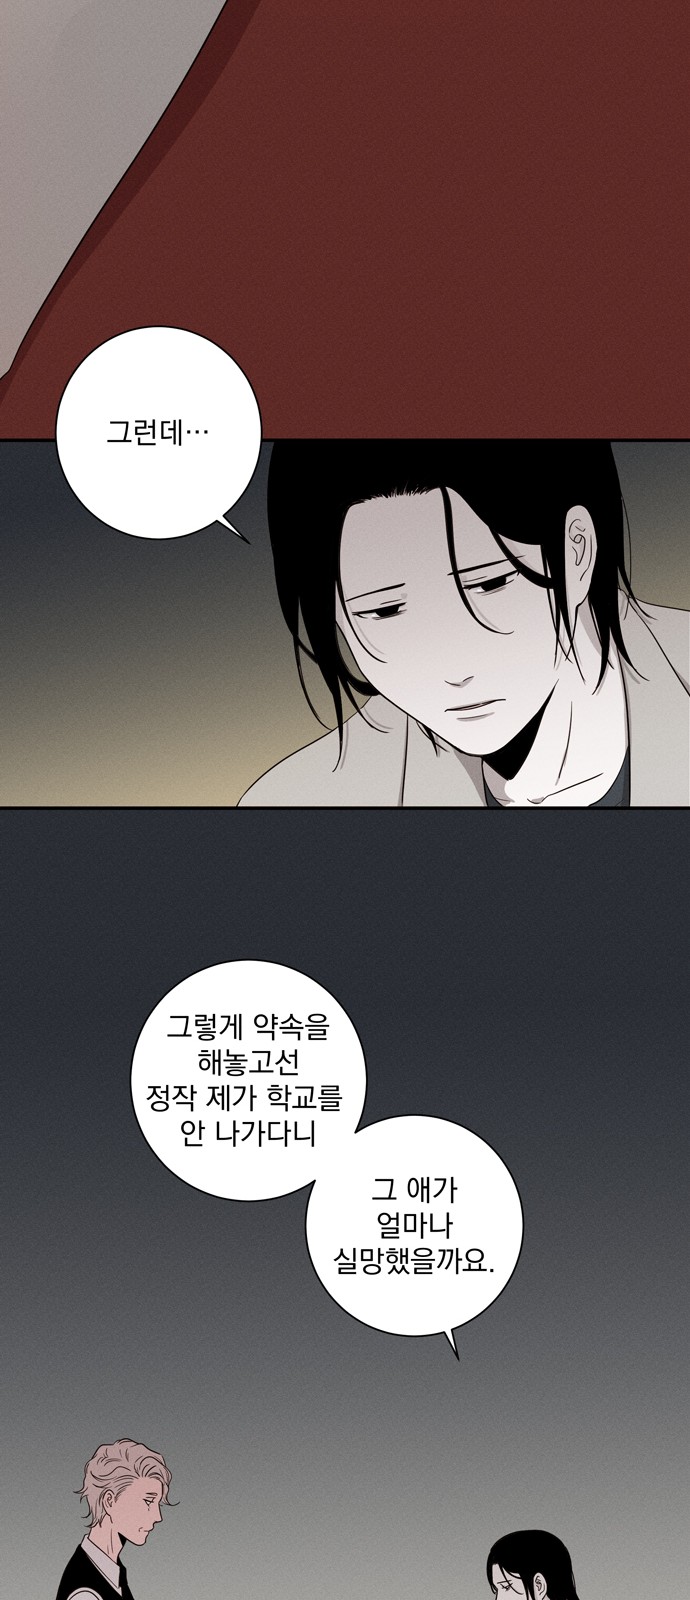 그런데…
그렇게 약속을
해놓고선
정작 제가 학교를
안 나가다니
그 애가
얼마나
실망했을까요.